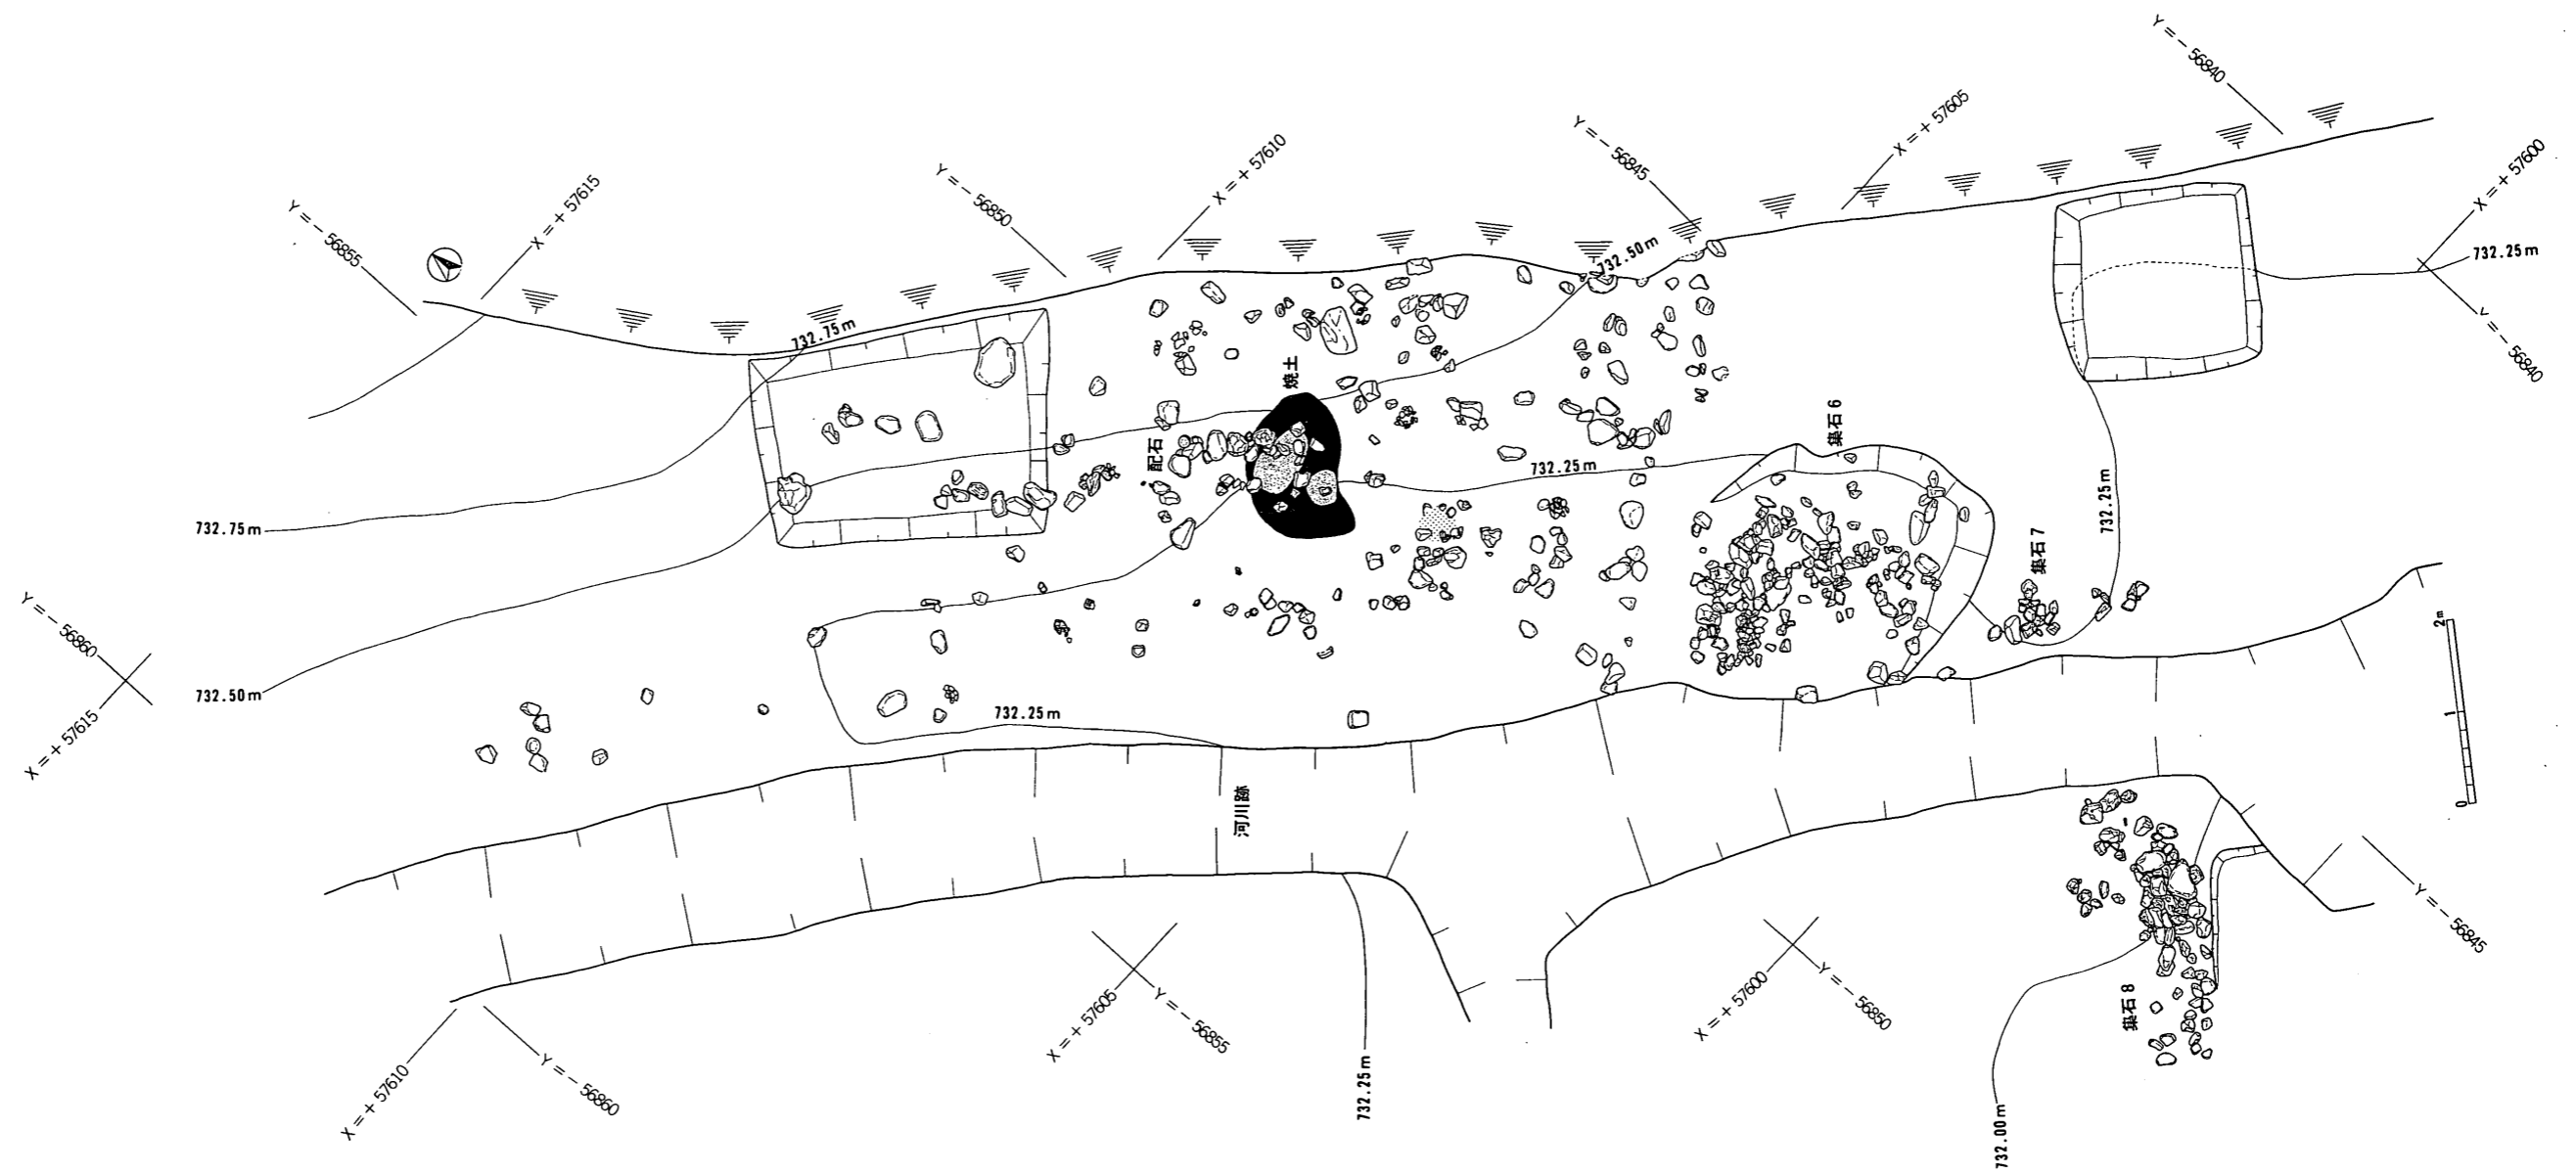 Y = - 56840
X = + 57605
Y = - 56845
X = + 57610
Y = - 56850
X = + 57615
Y = - 56855
X = + 57600
732.50m
732.25m
732.75m
Y = - 56840
焼土
集石 6
配石
732.25m
732.25m
732.75m
集石 7
Y = - 56860
2m
732.50m
732.25m
1
X = + 57615
河川跡
0
Y = - 56845
集石 8
X = + 57605
Y = - 56855
X = + 57600
Y = - 56850
X = + 57610
Y = - 56860
732.25m
732.00m